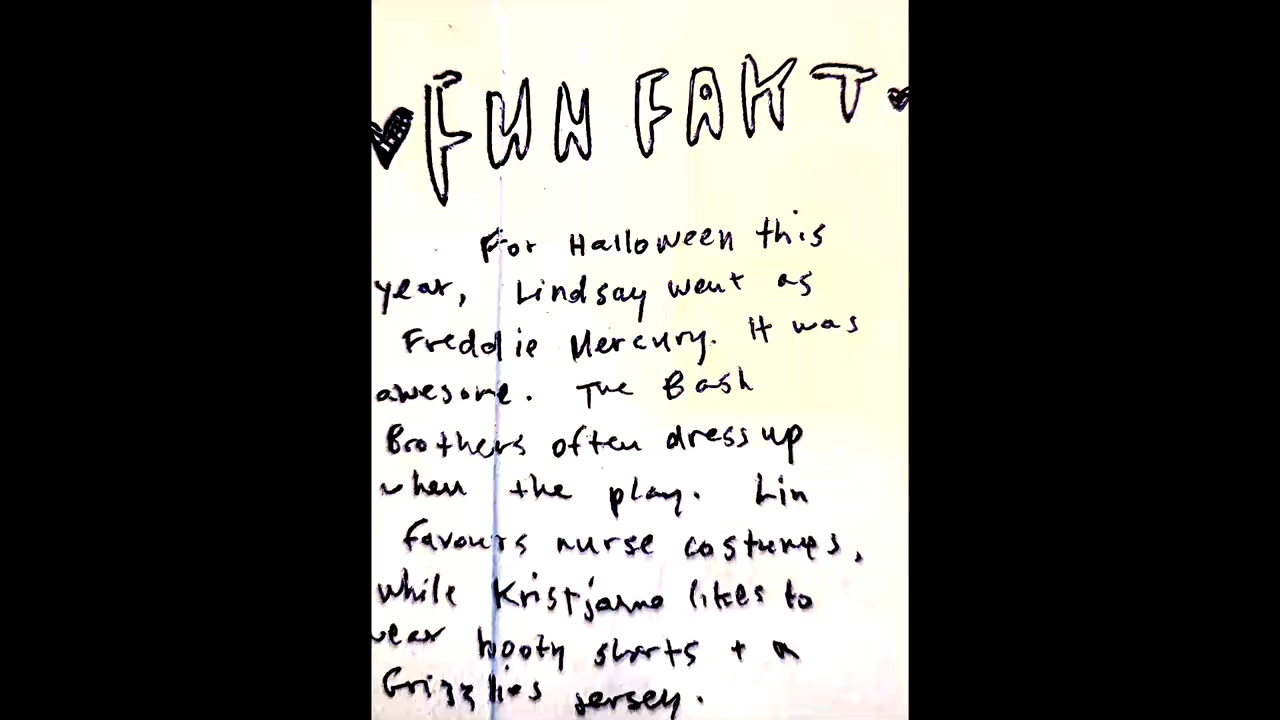 FUN FAKT
For Halloween this
year, Lindsay went as
Freddie Mercury. It was
awesome. The Bash
Brothers often dress up
when the play. Lin
favours nurse costumes,
while Kristjanno likes to
wear booty shorts + a
Grizzlies jersey.